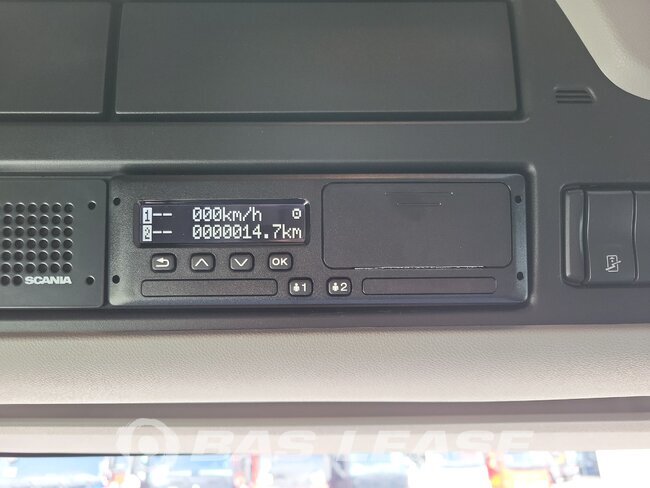 1-- 000km/h
2-- 0000014.7km
OK
SCANIA
1 2
BAS LEASE